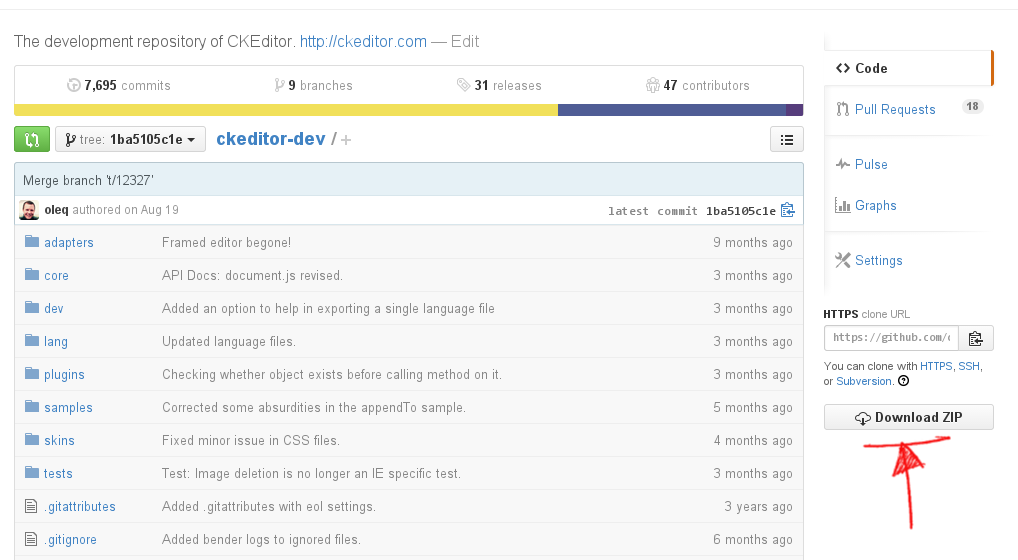 The development repository of CKEditor. http://ckeditor.com — Edit
7,695 commits 9 branches 31 releases 47 contributors
tree: 1ba5105c1e ckeditor-dev / +
Merge branch 't/12327'
oleq authored on Aug 19 latest commit 1ba5105c1e
adapters Framed editor begone! 9 months ago
core API Docs: document.js revised. 3 months ago
dev Added an option to help in exporting a single language file 3 months ago
lang Updated language files. 3 months ago
plugins Checking whether object exists before calling method on it. 3 months ago
samples Corrected some absurdities in the appendTo sample. 5 months ago
skins Fixed minor issue in CSS files. 4 months ago
tests Test: Image deletion is no longer an IE specific test. 3 months ago
.gitattributes Added .gitattributes with eol settings. 3 years ago
.gitignore Added bender logs to ignored files. 6 months ago
Code
Pull Requests 18
Pulse
Graphs
Settings
HTTPS clone URL
https://github.com/
You can clone with HTTPS, SSH,
or Subversion.
Download ZIP